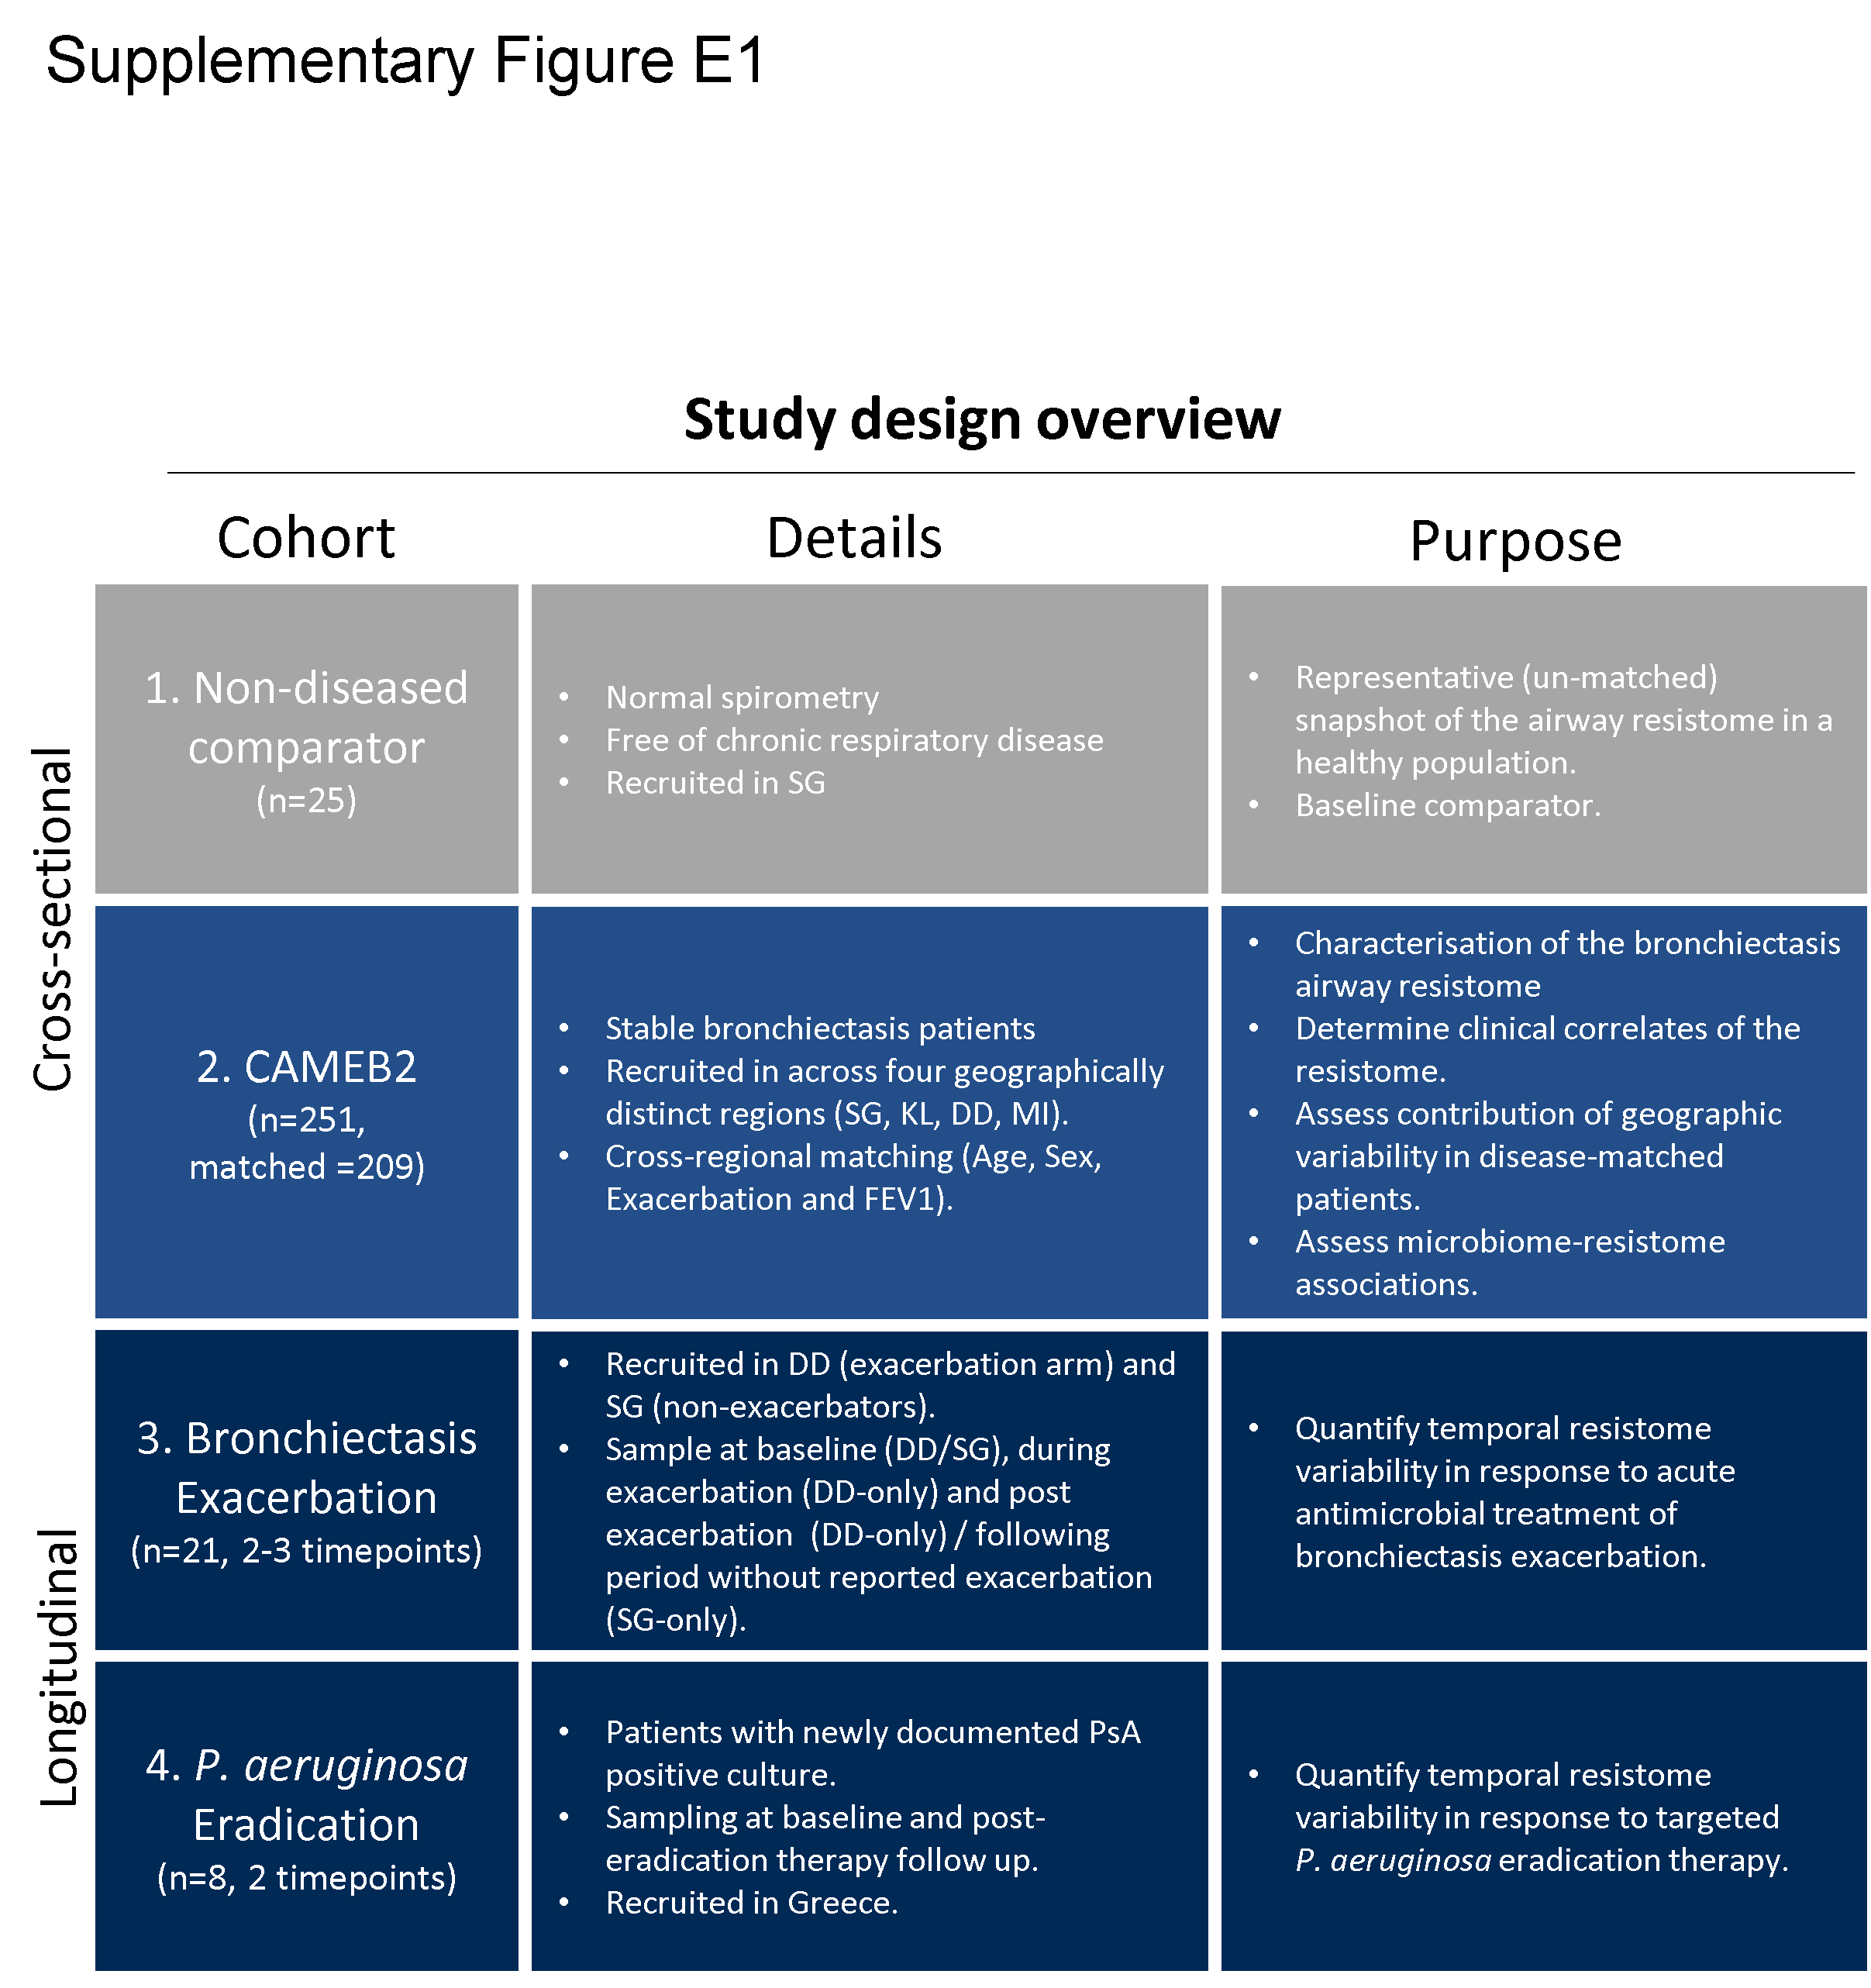 Supplementary Figure E1
Study design overview
Cohort
Details
Purpose
Cross-sectional
1. Non-diseased
comparator
(n=25)
• Normal spirometry
• Free of chronic respiratory disease
• Recruited in SG
• Representative (un-matched)
snapshot of the airway resistome in a
healthy population.
• Baseline comparator.
2. CAMEB2
(n=251,
matched =209)
• Stable bronchiectasis patients
• Recruited in across four geographically
distinct regions (SG, KL, DD, MI).
• Cross-regional matching (Age, Sex,
Exacerbation and FEV1).
• Characterisation of the bronchiectasis
airway resistome
• Determine clinical correlates of the
resistome.
• Assess contribution of geographic
variability in disease-matched
patients.
• Assess microbiome-resistome
associations.
Longitudinal
3. Bronchiectasis
Exacerbation
(n=21, 2-3 timepoints)
• Recruited in DD (exacerbation arm) and
SG (non-exacerbators).
• Sample at baseline (DD/SG), during
exacerbation (DD-only) and post
exacerbation (DD-only) / following
period without reported exacerbation
(SG-only).
• Quantify temporal resistome
variability in response to acute
antimicrobial treatment of
bronchiectasis exacerbation.
4. P. aeruginosa
Eradication
(n=8, 2 timepoints)
• Patients with newly documented PsA
positive culture.
• Sampling at baseline and post-
eradication therapy follow up.
• Recruited in Greece.
• Quantify temporal resistome
variability in response to targeted
P. aeruginosa eradication therapy.